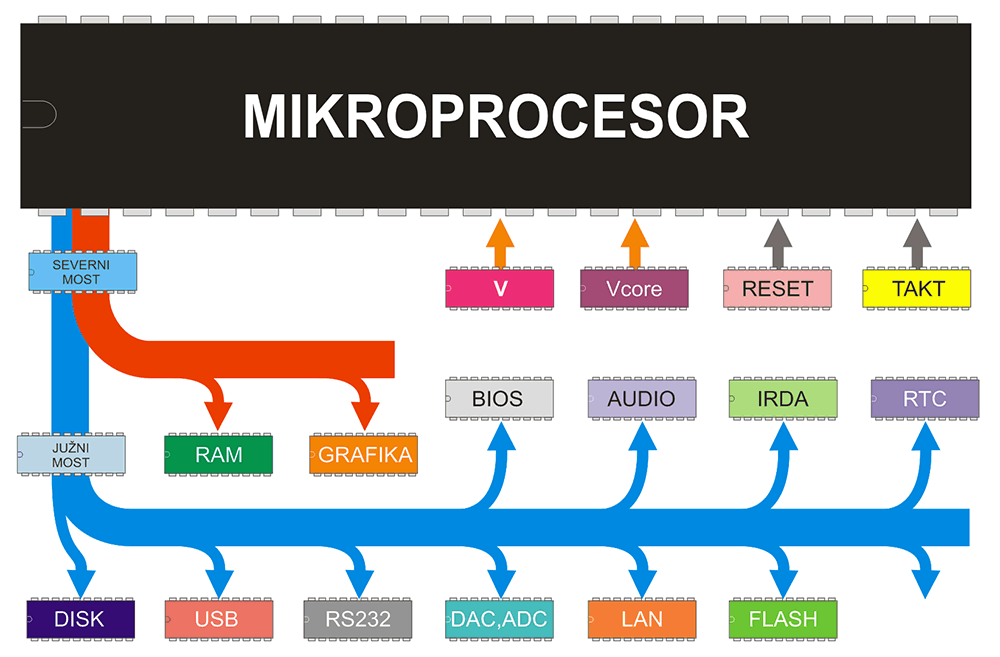 MIKROPROCESOR
SEVERNI
MOST
V
Vcore
RESET
TAKT
BIOS
AUDIO
IRDA
RTC
JUŽNI
MOST
RAM
GRAFIKA
DISK
USB
RS232
DAC,ADC
LAN
FLASH